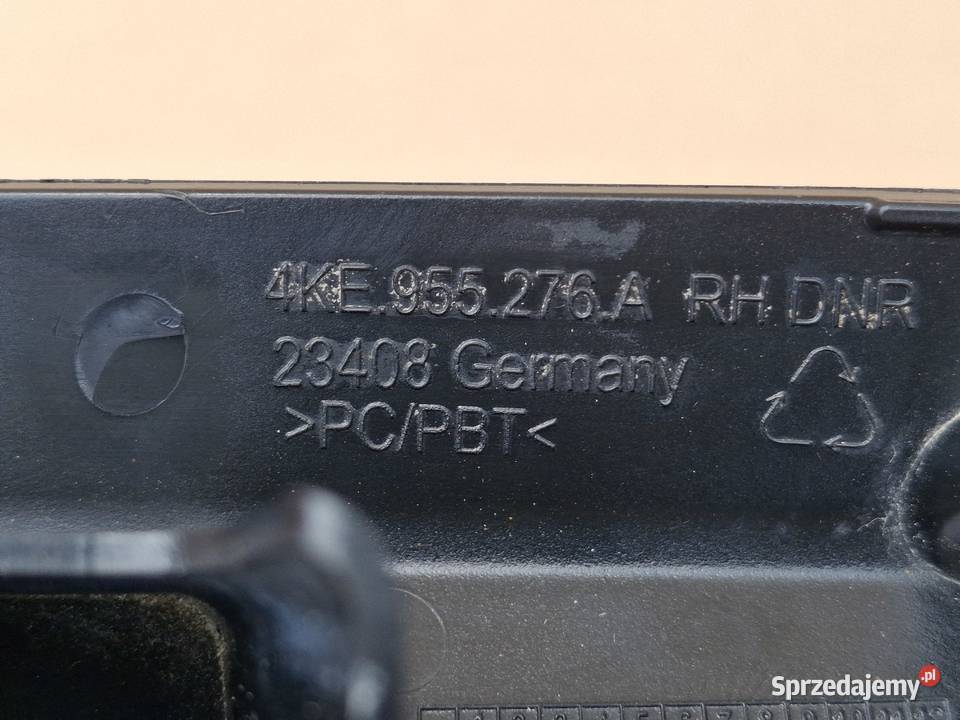 4KE.955.276.A RH DNR
23408 Germany
>PC/PBT<
Sprzedajemy.pl